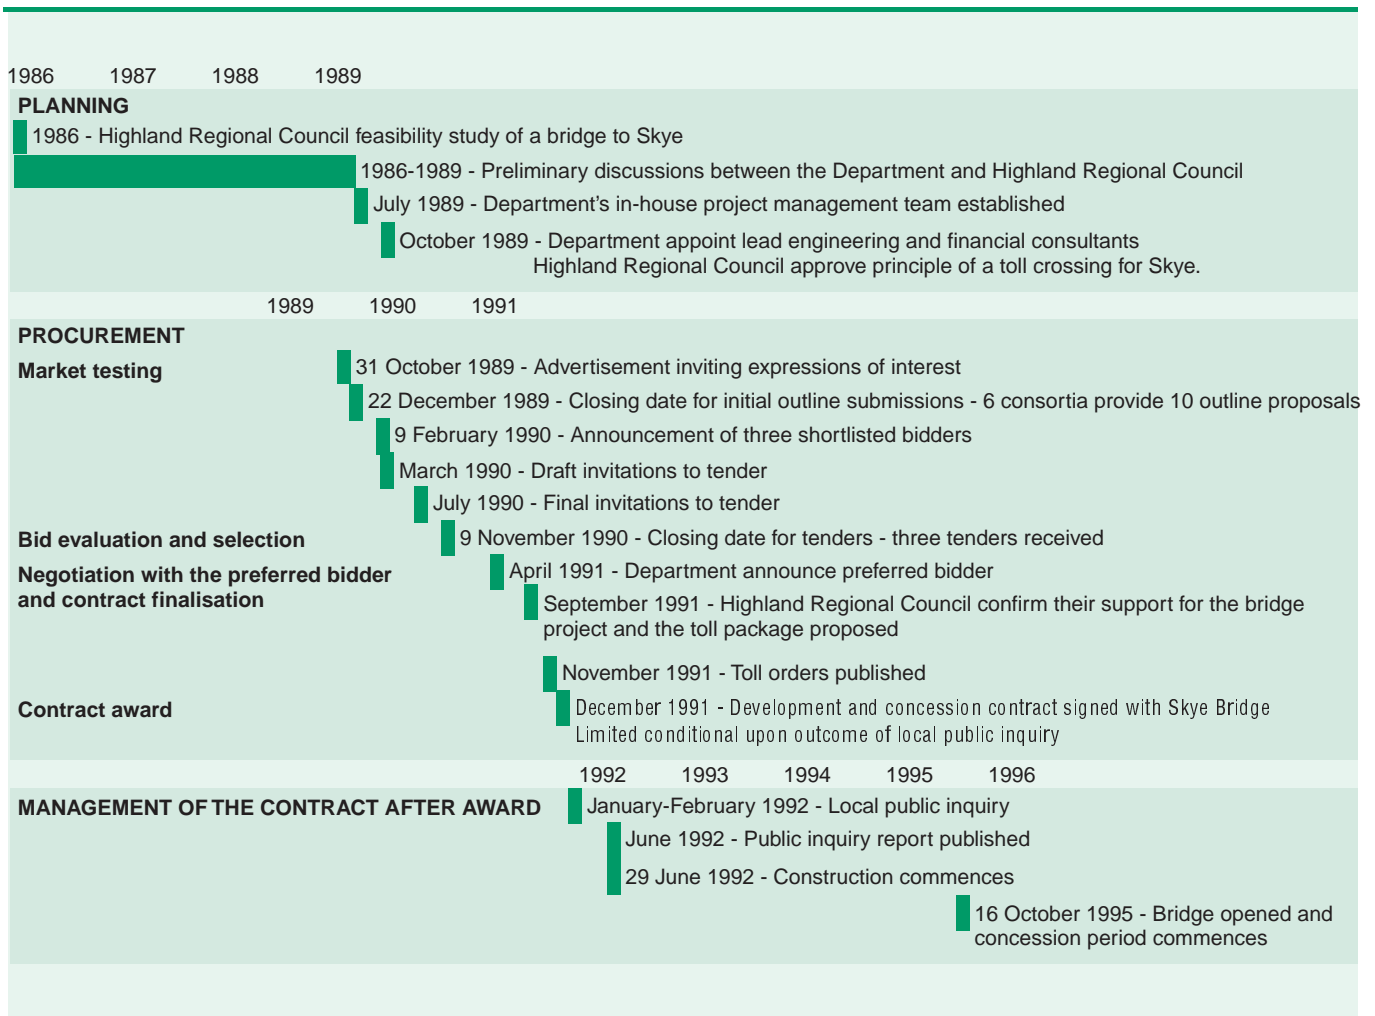 1986 1987 1988 1989
PLANNING
1986 - Highland Regional Council feasibility study of a bridge to Skye
1986-1989 - Preliminary discussions between the Department and Highland Regional Council
July 1989 - Department's in-house project management team established
October 1989 - Department appoint lead engineering and financial consultants
Highland Regional Council approve principle of a toll crossing for Skye.
1989 1990 1991
PROCUREMENT
Market testing
31 October 1989 - Advertisement inviting expressions of interest
22 December 1989 - Closing date for initial outline submissions - 6 consortia provide 10 outline proposals
9 February 1990 - Announcement of three shortlisted bidders
March 1990 - Draft invitations to tender
July 1990 - Final invitations to tender
Bid evaluation and selection
9 November 1990 - Closing date for tenders - three tenders received
Negotiation with the preferred bidder
and contract finalisation
April 1991 - Department announce preferred bidder
September 1991 - Highland Regional Council confirm their support for the bridge
project and the toll package proposed
November 1991 - Toll orders published
Contract award
December 1991 - Development and concession contract signed with Skye Bridge
Limited conditional upon outcome of local public inquiry
1992 1993 1994 1995 1996
MANAGEMENT OF THE CONTRACT AFTER AWARD
January-February 1992 - Local public inquiry
June 1992 - Public inquiry report published
29 June 1992 - Construction commences
16 October 1995 - Bridge opened and
concession period commences